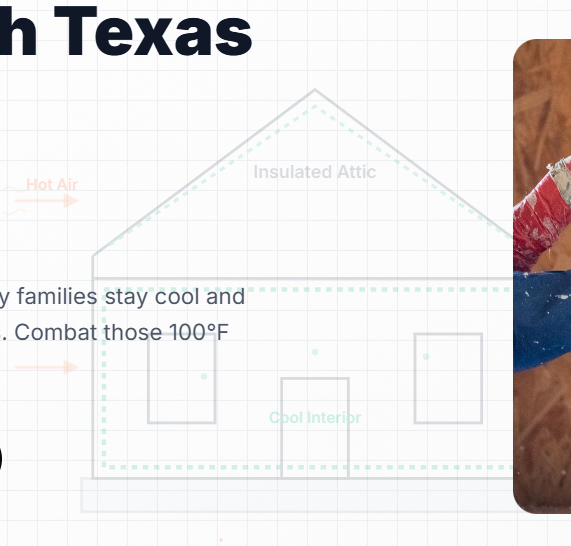 h Texas
Insulated Attic
Hot Air
y families stay cool and
. Combat those 100°F
Cool Interior